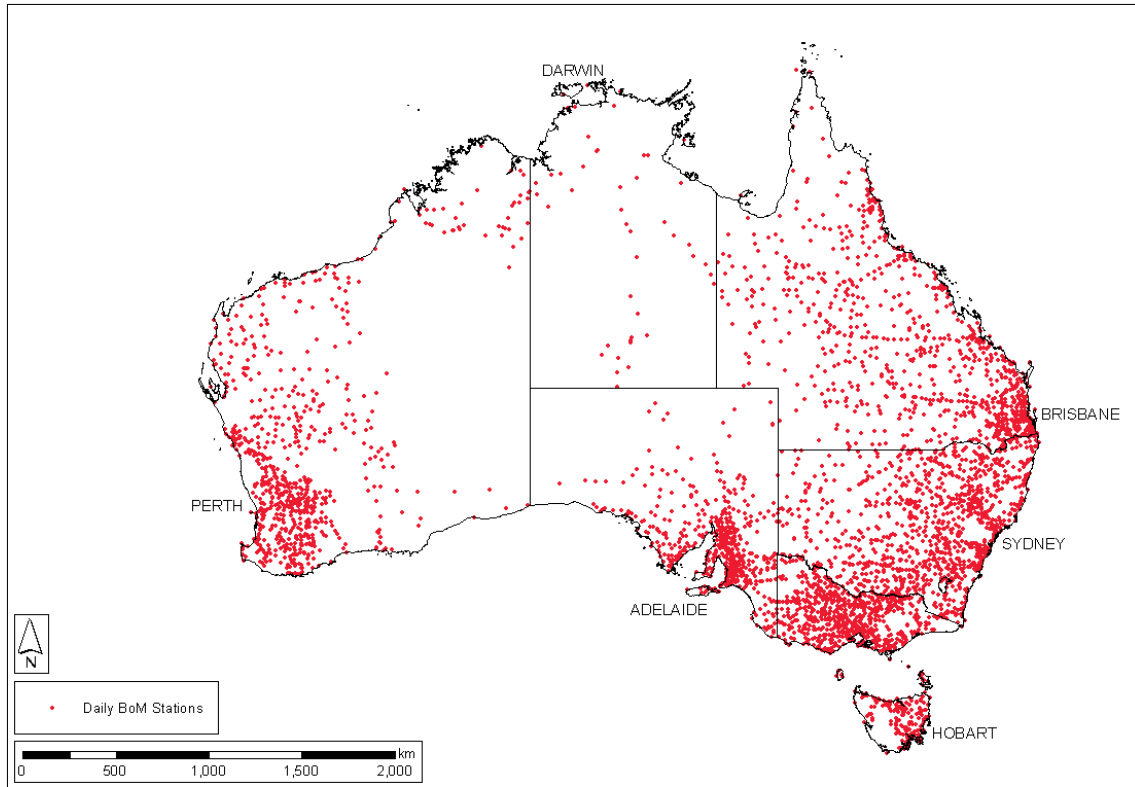 DARWIN
BRISBANE
PERTH
SYDNEY
ADELAIDE
N
Daily BoM Stations
HOBART
km
0 500 1,000 1,500 2,000